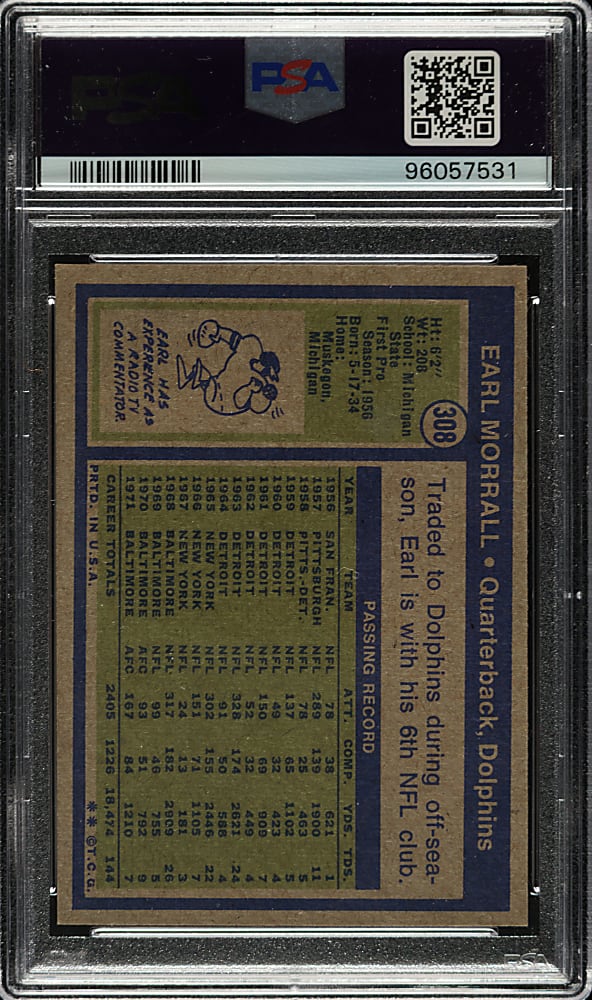 PSA
96057531
EARL MORRALL • Quarterback, Dolphins
308
Ht: 6'2"
Wt: 206
School: Michigan
State
First Pro
Season: 1956
Born: 5-17-34
Home:
Muskegon,
Michigan
EARL HAS
EXPERIENCE AS
A RADIO TV
COMMENTATOR.
Traded to Dolphins during off-sea-
son, Earl is with his 6th NFL club.
PASSING RECORD
YEAR TEAM ATT. COMP. YDS. TDS.
1956 SAN FRAN. NFL 78 38 621 1
1957 PITTSBURGH NFL 289 139 1900 11
1958 PITTS.-DET. NFL 78 25 463 5
1959 DETROIT NFL 137 65 1102 5
1960 DETROIT NFL 49 32 423 4
1961 DETROIT NFL 150 69 909 7
1962 DETROIT NFL 52 32 449 4
1963 DETROIT NFL 328 174 2621 24
1964 DETROIT NFL 91 50 588 4
1965 NEW YORK NFL 302 155 2446 22
1966 NEW YORK NFL 151 71 1105 7
1967 NEW YORK NFL 24 13 181 3
1968 BALTIMORE NFL 317 182 2909 26
1969 BALTIMORE NFL 99 46 755 5
1970 BALTIMORE AFC 93 51 792 9
1971 BALTIMORE AFC 167 84 1210 7
CAREER TOTALS 2405 1226 18,474 144
PRTD. IN U.S.A.
** ©T.C.G.
PSA